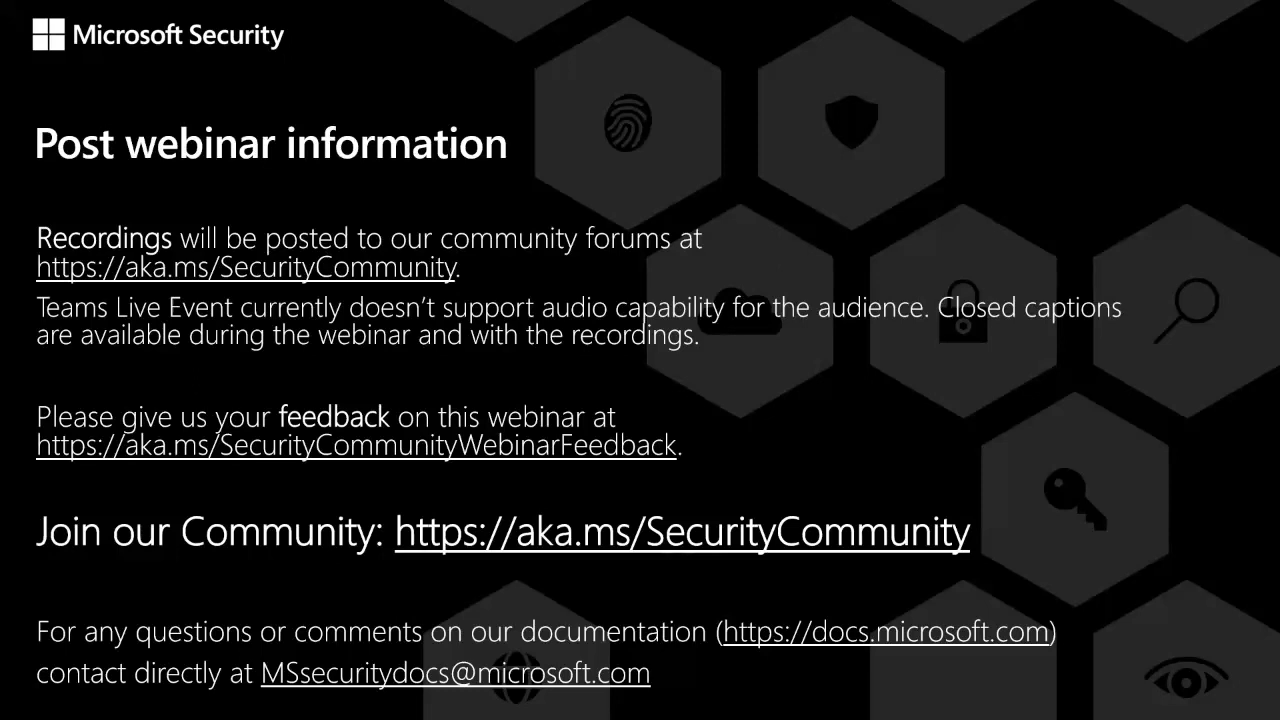 Microsoft Security
Post webinar information
Recordings will be posted to our community forums at
https://aka.ms/SecurityCommunity.
Teams Live Event currently doesn’t support audio capability for the audience. Closed captions
are available during the webinar and with the recordings.
Please give us your feedback on this webinar at
https://aka.ms/SecurityCommunityWebinarFeedback.
Join our Community: https://aka.ms/SecurityCommunity
For any questions or comments on our documentation (https://docs.microsoft.com)
contact directly at MSsecuritydocs@microsoft.com